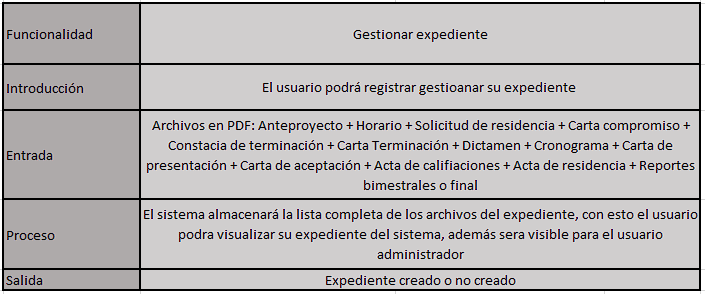 Funcionalidad
Gestionar expediente
Introducción
El usuario podrá registrar gestioanar su expediente
Entrada
Archivos en PDF: Anteproyecto + Horario + Solicitud de residencia + Carta compromiso +
Constacia de terminación + Carta Terminación + Dictamen + Cronograma + Carta de
presentación + Carta de aceptación + Acta de califiaciones + Acta de residencia + Reportes
bimestrales o final
Proceso
El sistema almacenará la lista completa de los archivos del expediente, con esto el usuario
podra visualizar su expediente del sistema, además sera visible para el usuario
administrador
Salida
Expediente creado o no creado